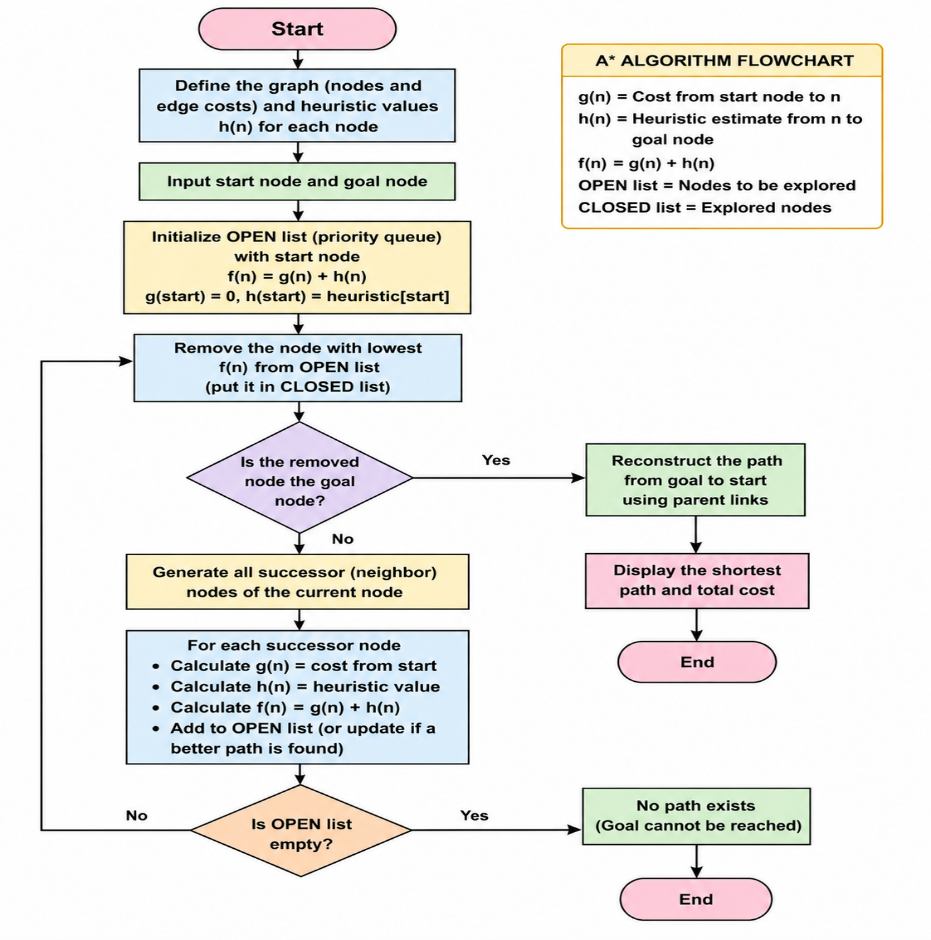 Start
Define the graph (nodes and
edge costs) and heuristic values
h(n) for each node
Input start node and goal node
Initialize OPEN list (priority queue)
with start node
f(n) = g(n) + h(n)
g(start) = 0, h(start) = heuristic[start]
Remove the node with lowest
f(n) from OPEN list
(put it in CLOSED list)
Is the removed
node the goal
node?
Yes
Reconstruct the path
from goal to start
using parent links
Display the shortest
path and total cost
End
No
Generate all successor (neighbor)
nodes of the current node
For each successor node
• Calculate g(n) = cost from start
• Calculate h(n) = heuristic value
• Calculate f(n) = g(n) + h(n)
• Add to OPEN list (or update if a
better path is found)
Is OPEN list
empty?
No
Yes
No path exists
(Goal cannot be reached)
End
A* ALGORITHM FLOWCHART
g(n) = Cost from start node to n
h(n) = Heuristic estimate from n to
goal node
f(n) = g(n) + h(n)
OPEN list = Nodes to be explored
CLOSED list = Explored nodes